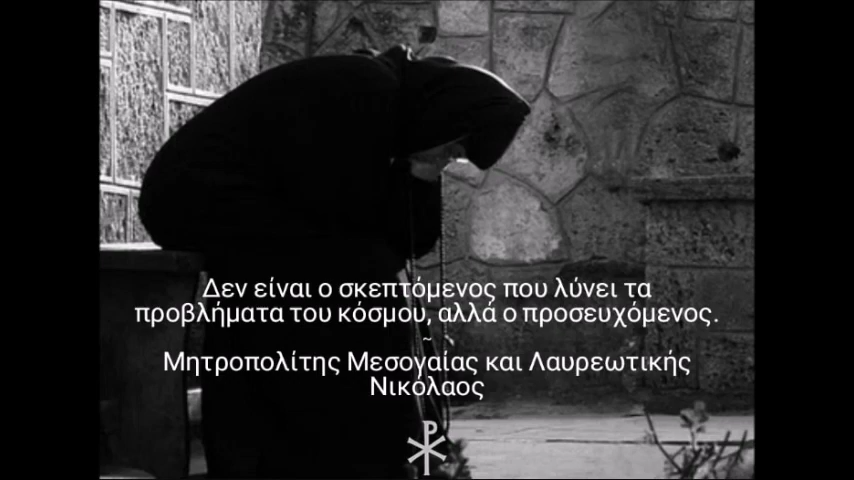 Δεν είναι ο σκεπτόμενος που λύνει τα
προβλήματα του κόσμου, αλλά ο προσευχόμενος.
~
Μητροπολίτης Μεσογαίας και Λαυρεωτικής
Νικόλαος